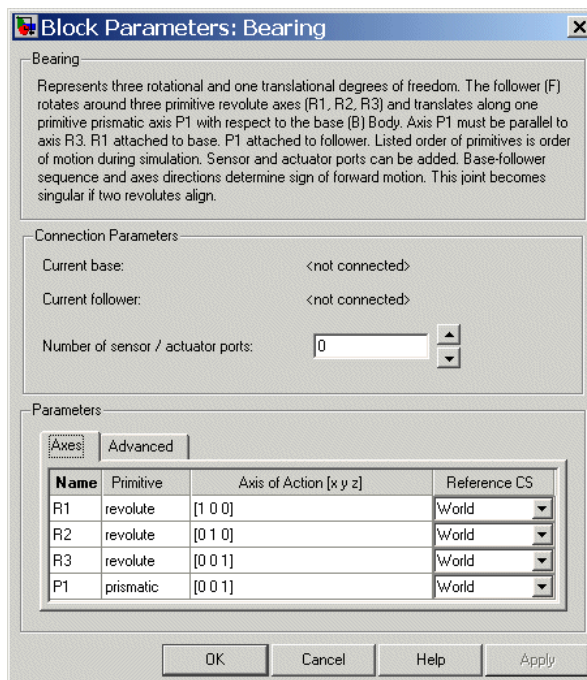 Block Parameters: Bearing
Bearing
Represents three rotational and one translational degrees of freedom. The follower (F)
rotates around three primitive revolute axes (R1, R2, R3) and translates along one
primitive prismatic axis P1 with respect to the base (B) Body. Axis P1 must be parallel to
axis R3. R1 attached to base. P1 attached to follower. Listed order of primitives is order
of motion during simulation. Sensor and actuator ports can be added. Base-follower
sequence and axes directions determine sign of forward motion. This joint becomes
singular if two revolutes align.
Connection Parameters
Current base: <not connected>
Current follower: <not connected>
Number of sensor / actuator ports: 0
Parameters
Axes Advanced
Name Primitive Axis of Action [x y z] Reference CS
R1 revolute [1 0 0] World
R2 revolute [0 1 0] World
R3 revolute [0 0 1] World
P1 prismatic [0 0 1] World
OK Cancel Help Apply